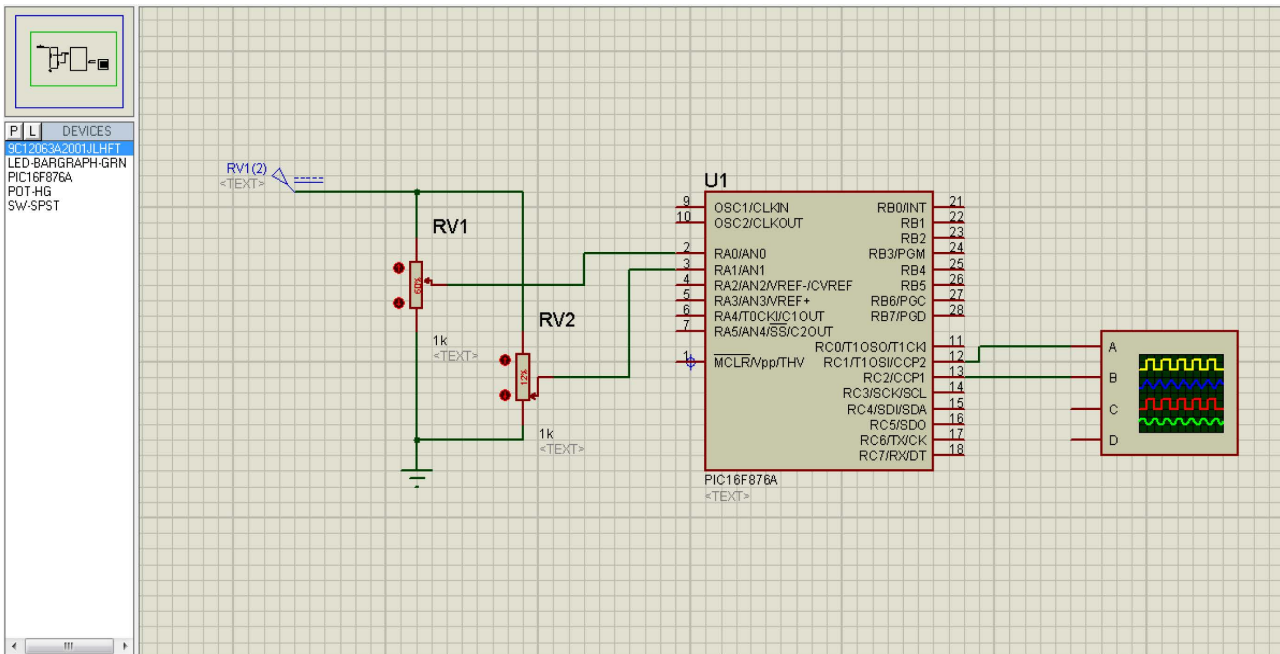 P L DEVICES
9C12063A2001JLHFT
LED-BARGRAPH-GRN
PIC16F876A
POT-HG
SW-SPST
RV1(2)
<TEXT>
RV1
60%
1k
<TEXT>
RV2
12%
1k
<TEXT>
U1
9 OSC1/CLKIN
10 OSC2/CLKOUT
2 RA0/AN0
3 RA1/AN1
4 RA2/AN2/VREF-/CVREF
5 RA3/AN3/VREF+
6 RA4/T0CKI/C1OUT
7 RA5/AN4/SS/C2OUT
1 MCLR/Vpp/THV
RB0/INT 21
RB1 22
RB2 23
RB3/PGM 24
RB4 25
RB5 26
RB6/PGC 27
RB7/PGD 28
RC0/T1OSO/T1CKI 11
RC1/T1OSI/CCP2 12
RC2/CCP1 13
RC3/SCK/SCL 14
RC4/SDI/SDA 15
RC5/SDO 16
RC6/TX/CK 17
RC7/RX/DT 18
PIC16F876A
<TEXT>
A
B
C
D